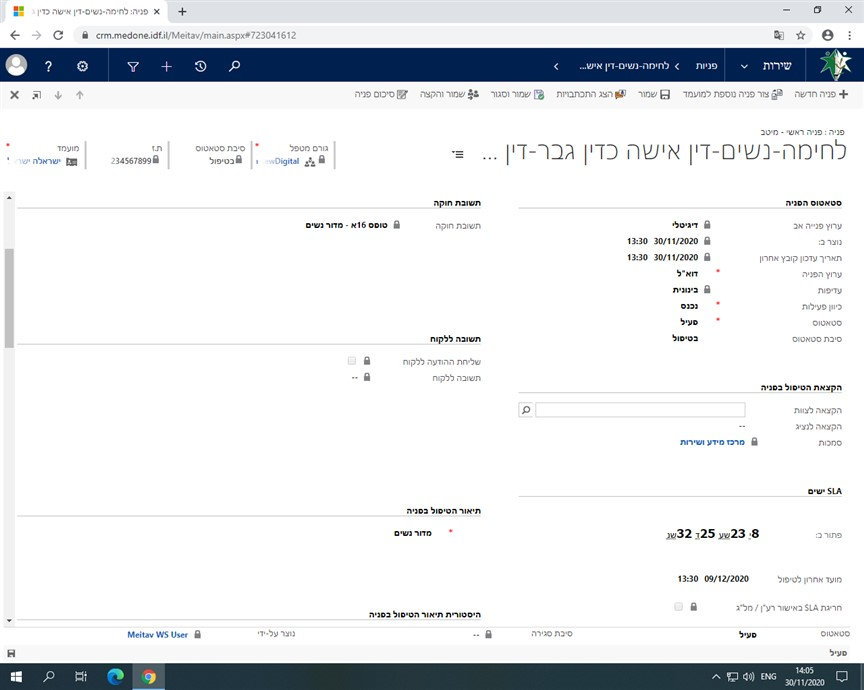 פניה: לחימה-נשים-דין אישה כדין ג
crm.medone.idf.il/Meitav/main.aspx#723041612
שירות
פניות
לחימה-נשים-דין איש...
פניה חדשה
צור פניה נוספת למועמד
שמור
הצג התכתבויות
שמור וסגור
שמור והקצה
סיכום פניה
פניה : פניה ראשי - מיטב
לחימה-נשים-דין אישה כדין גבר-דין ...
גורם מטפל
סיבת סטאטוס
ת.ז
מועמד
wDigital
בטיפול
234567899
ישראלה ישר
סטאטוס הפניה
ערוץ פנייה אב
דיגיטלי
נוצר ב:
30/11/2020 13:30
תאריך עדכון קובץ אחרון
30/11/2020 13:30
ערוץ הפניה
דוא"ל
עדיפות
בינונית
כיוון פעילות
נכנס
סטאטוס
פעיל
סיבת סטאטוס
בטיפול
הקצאת הטיפול בפניה
הקצאה לצוות
הקצאה לנציג
--
סמכות
מרכז מידע ושירות
SLA ישים
פתור ב:
8י 23שע 25ד 32שנ
מועד אחרון לטיפול
09/12/2020 13:30
חריגת SLA באישור רע"ן / מל"ג
תשובת חוקה
תשובת חוקה
טופס 16א - מדור נשים
תשובה ללקוח
שליחת ההודעה ללקוח
תשובה ללקוח
--
תיאור הטיפול בפניה
* מדור נשים
היסטורית תיאור הטיפול בפניה
סטאטוס
פעיל
סיבת סגירה
--
נוצר על-ידי
Meitav WS User
פעיל
ENG
14:05
30/11/2020